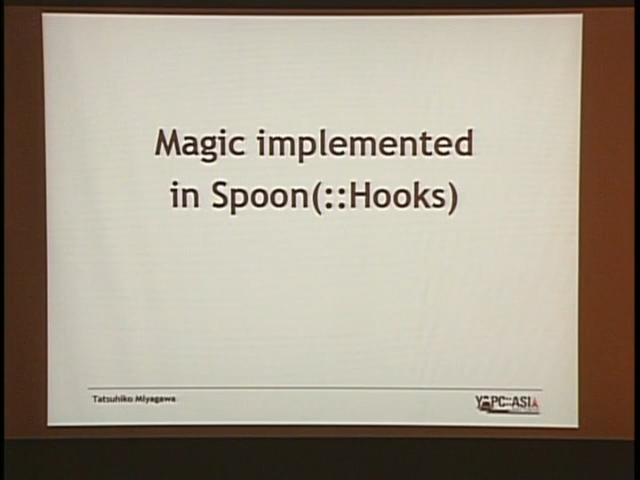 Magic implemented
in Spoon(::Hooks)
Tatsuhiko Miyagawa
YAPC::ASIA